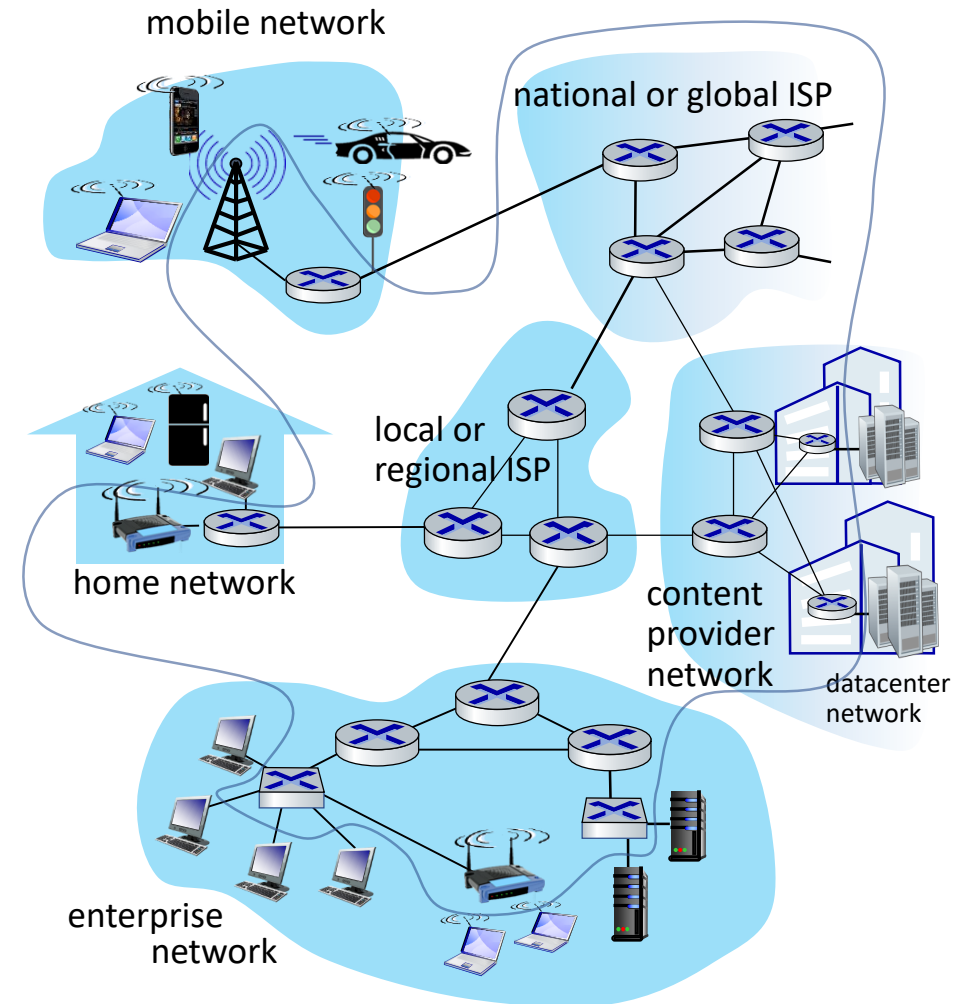 mobile network
national or global ISP
local or
regional ISP
home network
content
provider
network
datacenter
network
enterprise
network